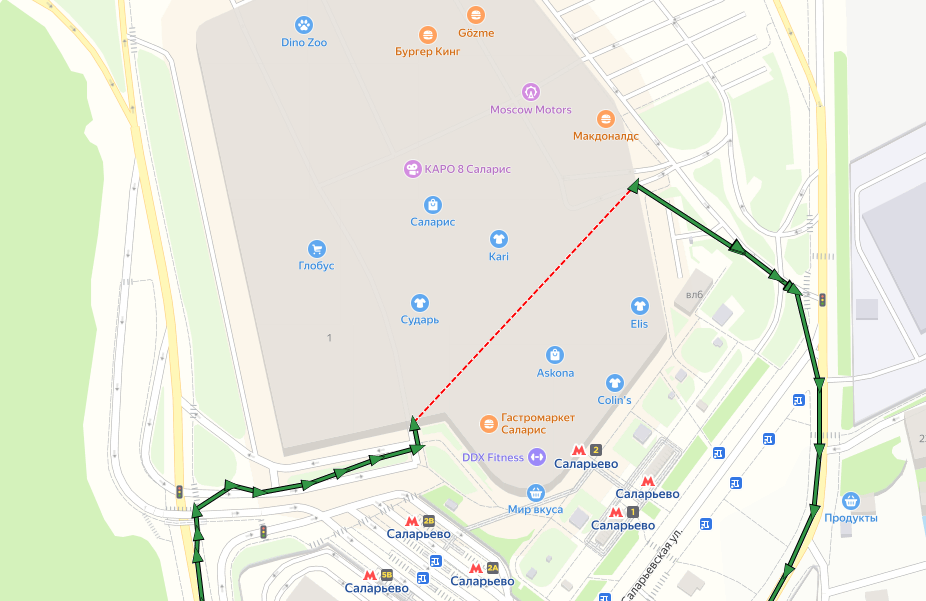 Gözme
Dino Zoo
Бургер Кинг
Moscow Motors
Макдоналдс
КАРО 8 Саларис
Саларис
Kari
Глобус
влб
Сударь
Elis
1
Askona
Colin's
Гастромаркет
Саларис
DDX Fitness
2
Саларьево
Саларьево
Мир вкуса
1
Саларьево
Продукты
2В
Саларьево
2А
Саларьево
5В
Саларьево
Саларьевская ул.